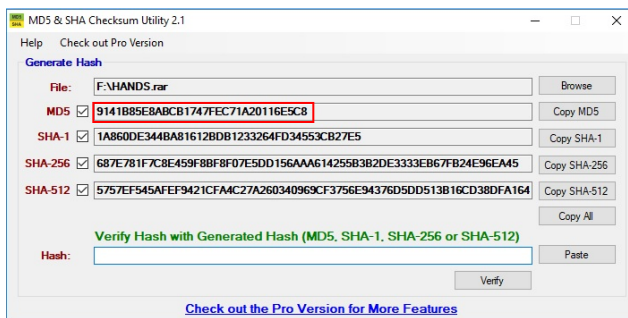 MD5 & SHA Checksum Utility 2.1
Help Check out Pro Version
Generate Hash
File: F:\HANDS.rar Browse
MD5 9141B85E8ABCB1747FEC71A20116E5C8 Copy MD5
SHA-1 1A860DE344BA81612BDB1233264FD34553CB27E5 Copy SHA-1
SHA-256 687E781F7C8E459F8BF8F07E5DD156AAA614255B3B2DE3333EB67FB24E96EA45 Copy SHA-256
SHA-512 5757EF545AFEF9421CFA4C27A260340969CF3756E94376D5DD513B16CD38DFA164 Copy SHA-512
Copy All
Verify Hash with Generated Hash (MD5, SHA-1, SHA-256 or SHA-512)
Hash: Paste
Verify
Check out the Pro Version for More Features